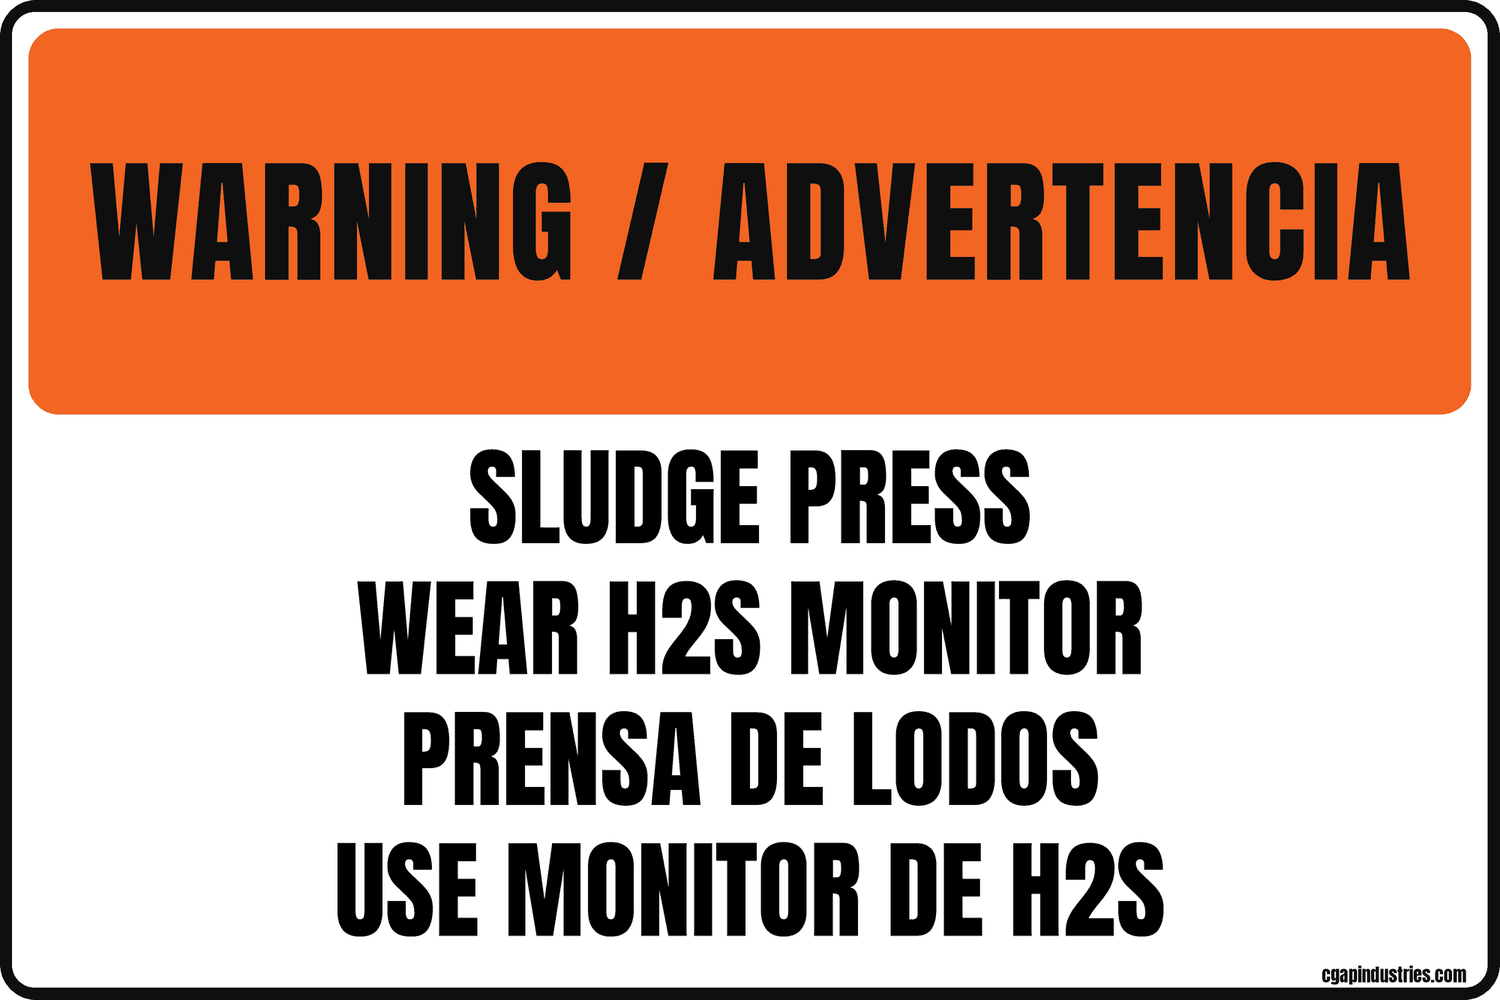 WARNING / ADVERTENCIA
SLUDGE PRESS
WEAR H2S MONITOR
PRENSA DE LODOS
USE MONITOR DE H2S
cgapindustries.com